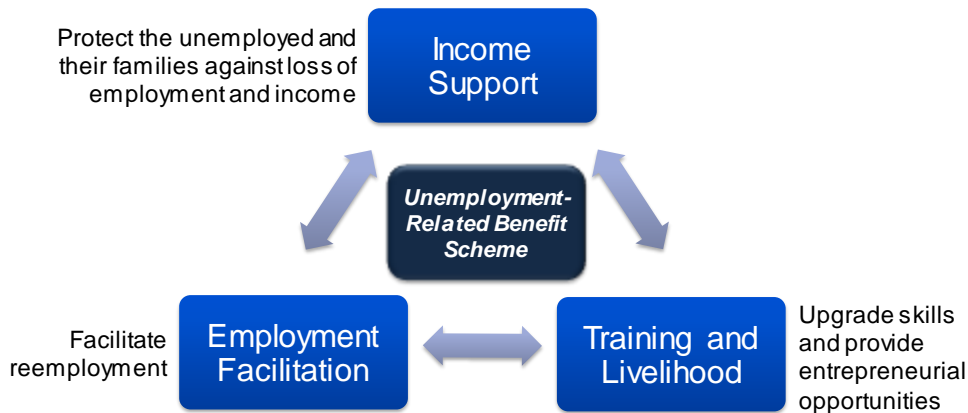 Protect the unemployed and
their families against loss of
employment and income
Income
Support
Unemployment-
Related Benefit
Scheme
Facilitate
reemployment
Employment
Facilitation
Training and
Livelihood
Upgrade skills
and provide
entrepreneurial
opportunities